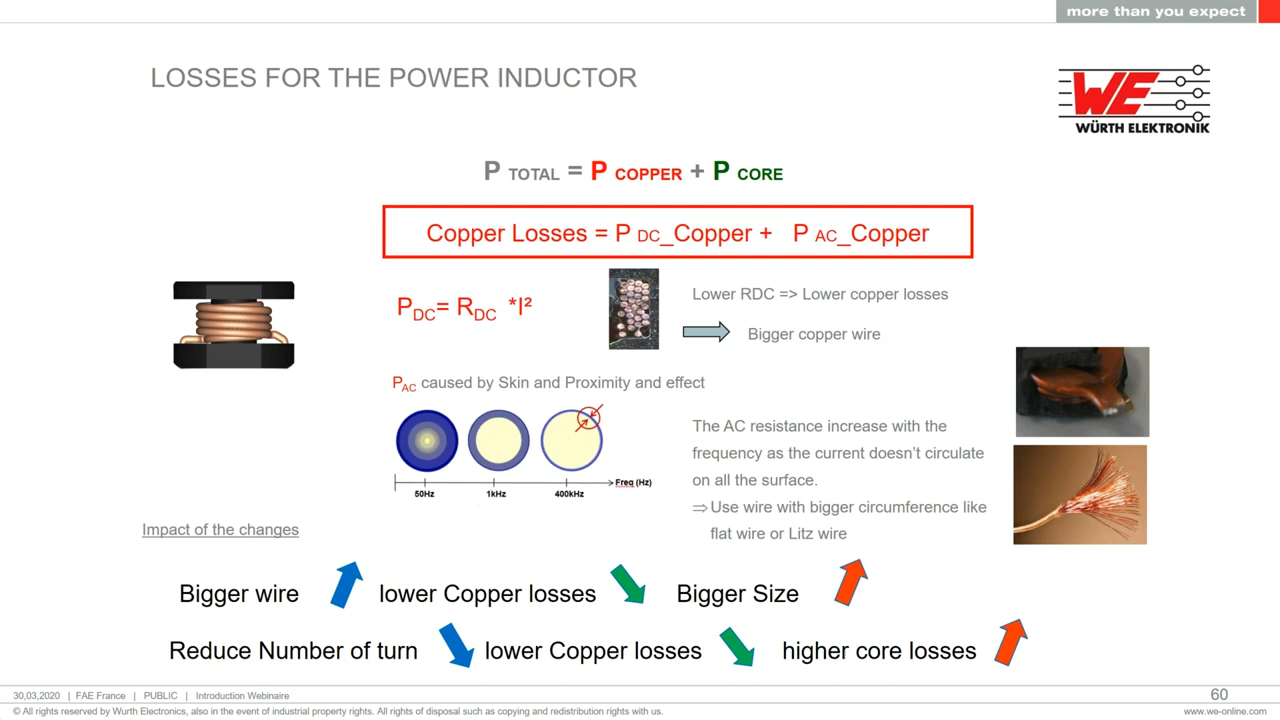 more than you expect
LOSSES FOR THE POWER INDUCTOR
WE
WÜRTH ELEKTRONIK
P TOTAL = P COPPER + P CORE
Copper Losses = P DC_Copper + P AC_Copper
PDC= RDC *I²
Lower RDC => Lower copper losses
Bigger copper wire
PAC caused by Skin and Proximity and effect
The AC resistance increase with the
frequency as the current doesn't circulate
on all the surface.
⇒ Use wire with bigger circumference like
flat wire or Litz wire
Freq (Hz)
50Hz 1kHz 400kHz
Impact of the changes
Bigger wire lower Copper losses Bigger Size
Reduce Number of turn lower Copper losses higher core losses
30,03,2020 | FAE France | PUBLIC | Introduction Webinaire
60
© All rights reserved by Wurth Electronics, also in the event of industrial property rights. All rights of disposal such as copying and redistribution rights with us.
www.we-online.com